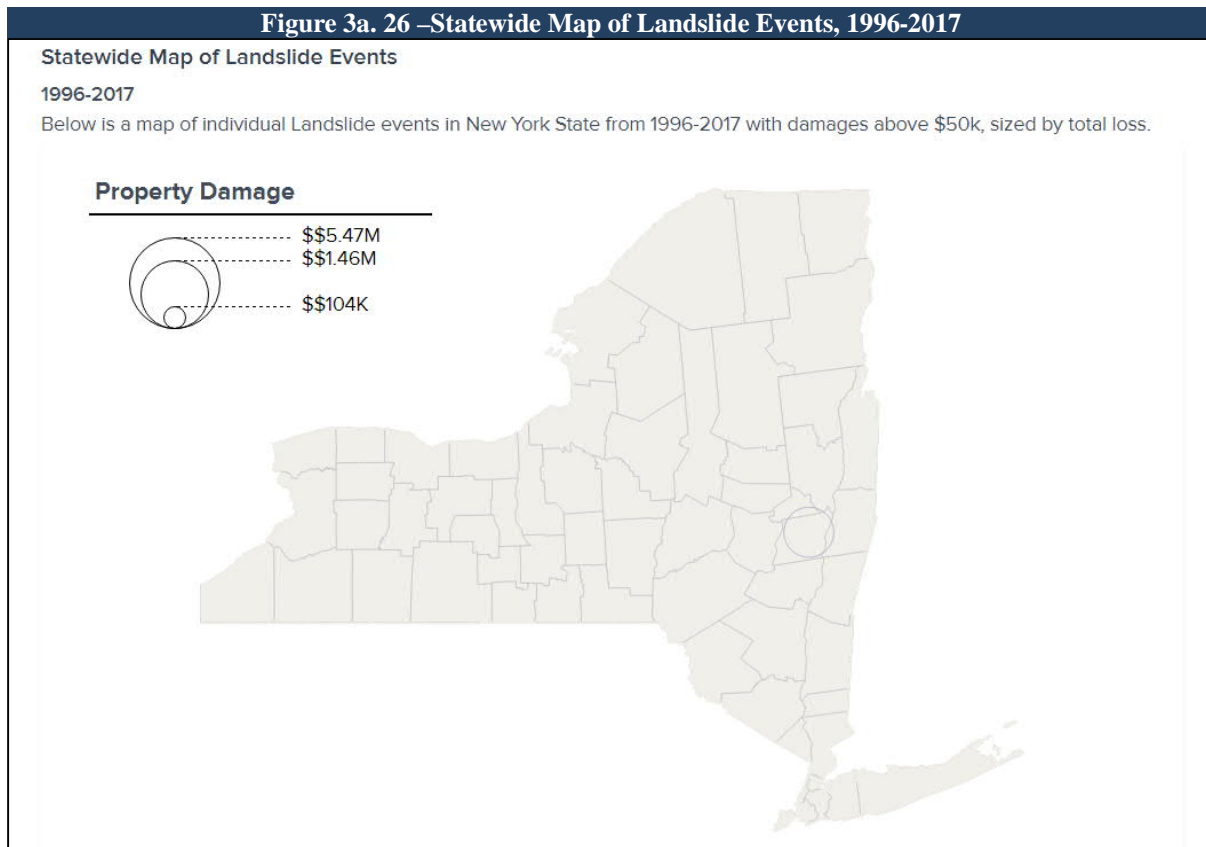 Figure 3a. 26 –Statewide Map of Landslide Events, 1996-2017
Statewide Map of Landslide Events
1996-2017
Below is a map of individual Landslide events in New York State from 1996-2017 with damages above $50k, sized by total loss.
Property Damage
$$5.47M
$$1.46M
$$104K